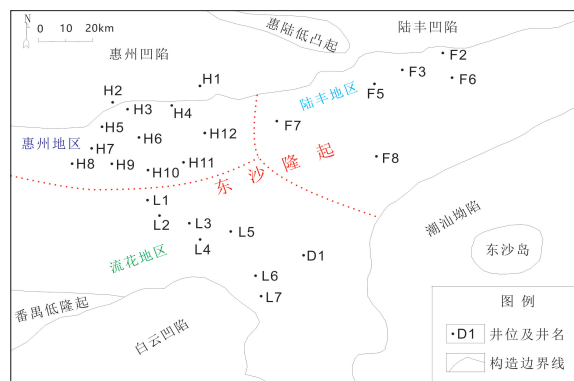 N
0 10 20km
惠陆低凸起
陆丰凹陷
惠州凹陷
F2
F3
F6
H1
F5
陆丰地区
H2
H3
H4
H5
F7
H12
惠州地区
H6
H7
H8
H9
H10
H11
F8
东沙隆起
L1
L2
L3
L4
L5
潮汕坳陷
东沙岛
流花地区
D1
L6
L7
番禺低隆起
白云凹陷
图 例
D1 井位及井名
构造边界线